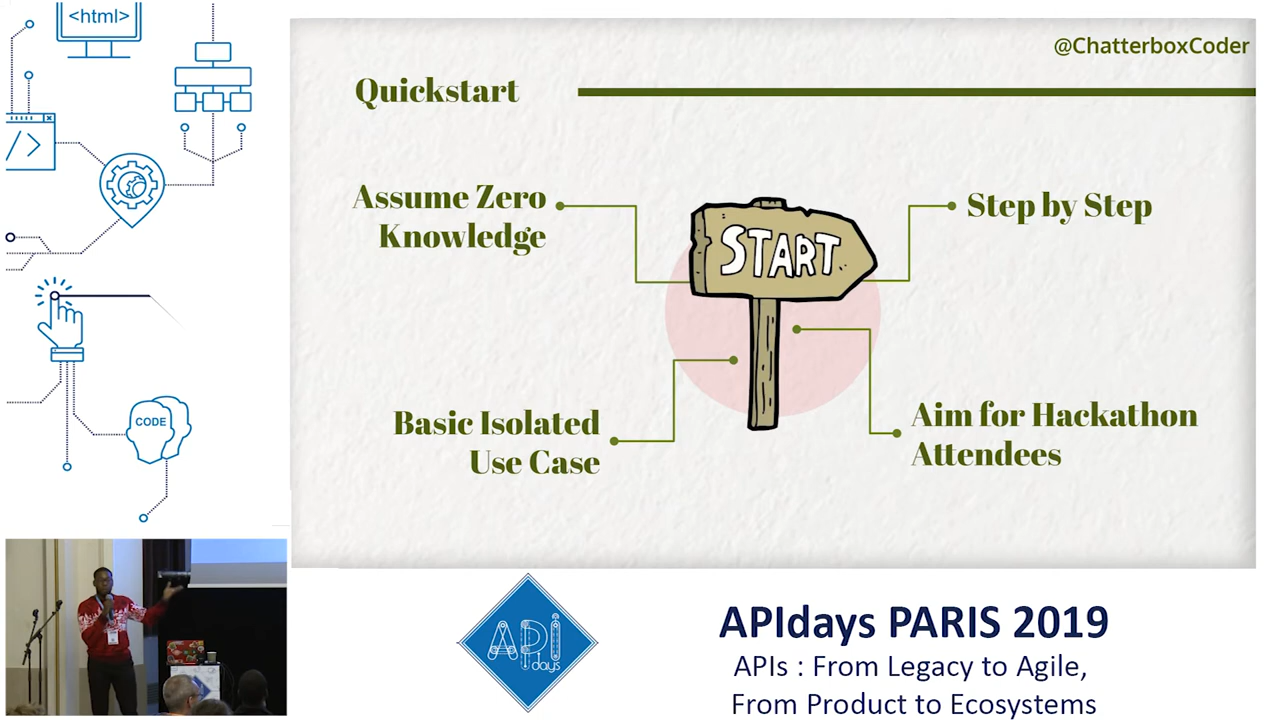 <html>
@ChatterboxCoder
Quickstart
Assume Zero
Knowledge
START
Step by Step
Basic Isolated
Use Case
Aim for Hackathon
Attendees
</>
CODE
API
days
APIdays PARIS 2019
APIs : From Legacy to Agile,
From Product to Ecosystems